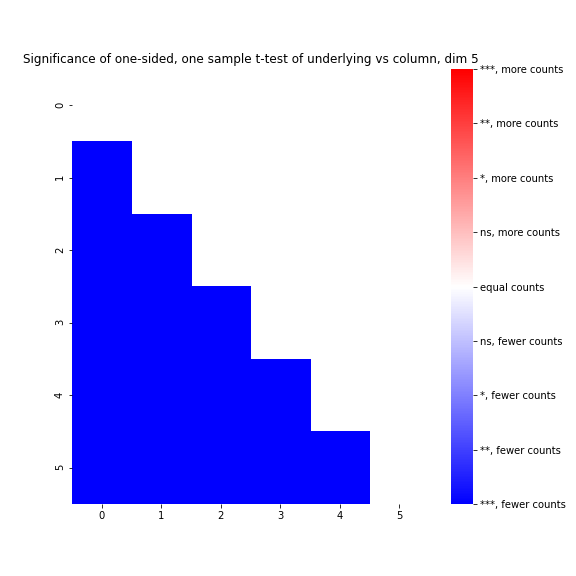 Significance of one-sided, one sample t-test of underlying vs column, dim 5
0
1
2
3
4
5
0 1 2 3 4 5
***, more counts
**, more counts
*, more counts
ns, more counts
equal counts
ns, fewer counts
*, fewer counts
**, fewer counts
***, fewer counts